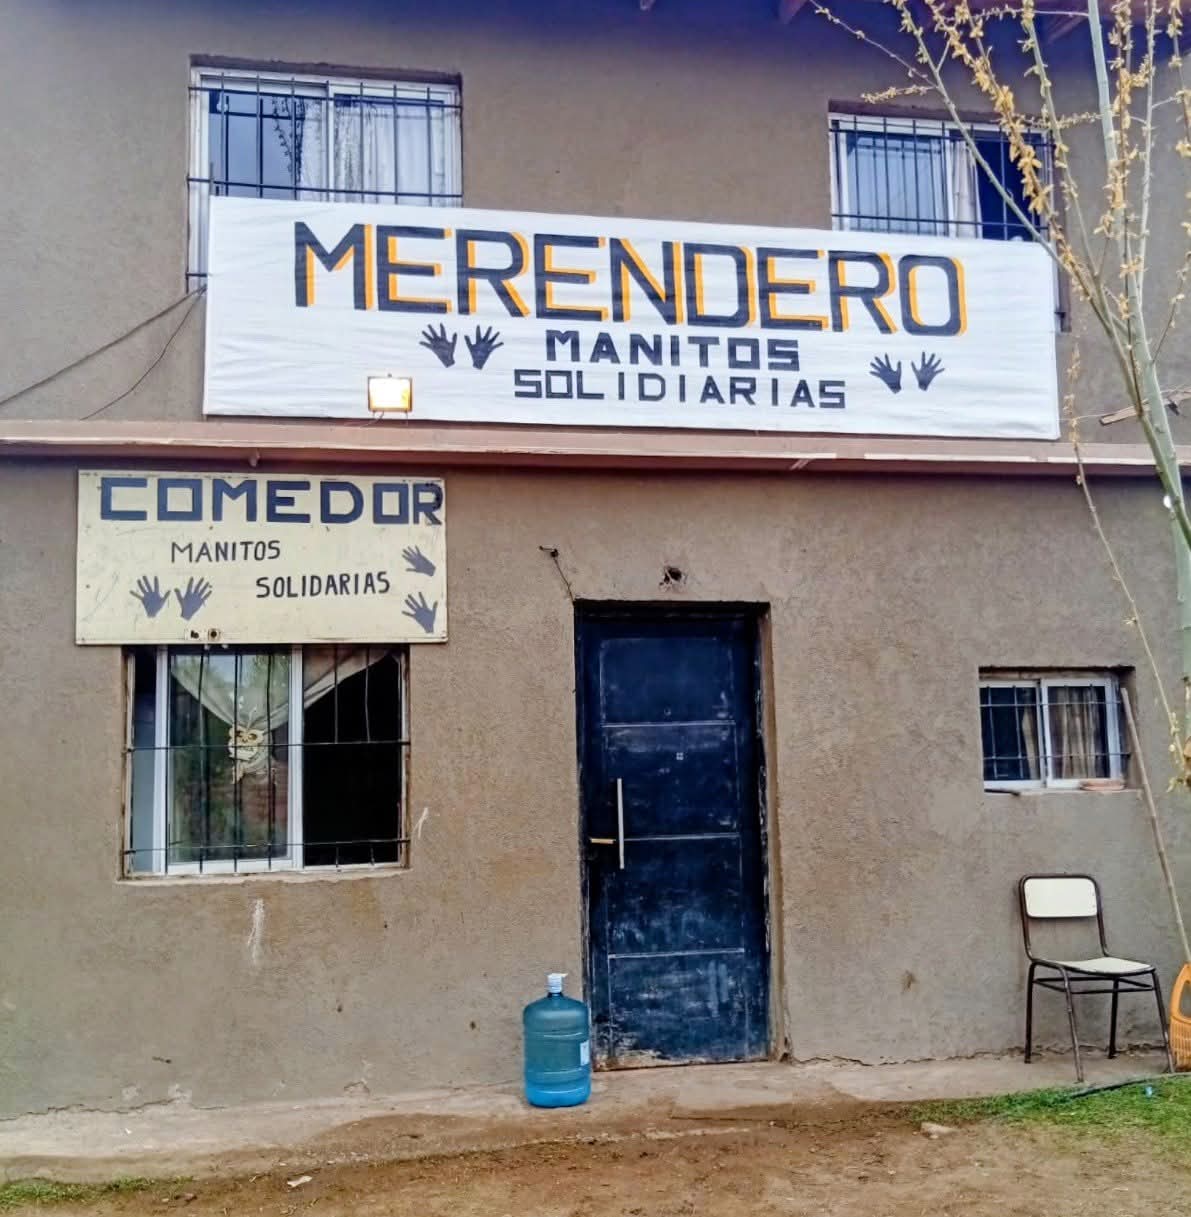 MERENDERO
MANITOS
SOLIDIARIAS
COMEDOR
MANITOS
SOLIDARIAS